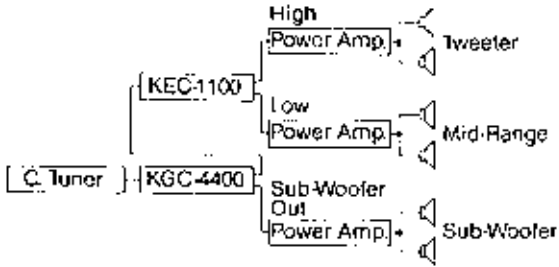 High
Power Amp.
Tweeter
KEC-1100
Low
Power Amp.
Mid-Range
C. Tuner
KGC-4400
Sub-Woofer
Out
Power Amp.
Sub-Woofer